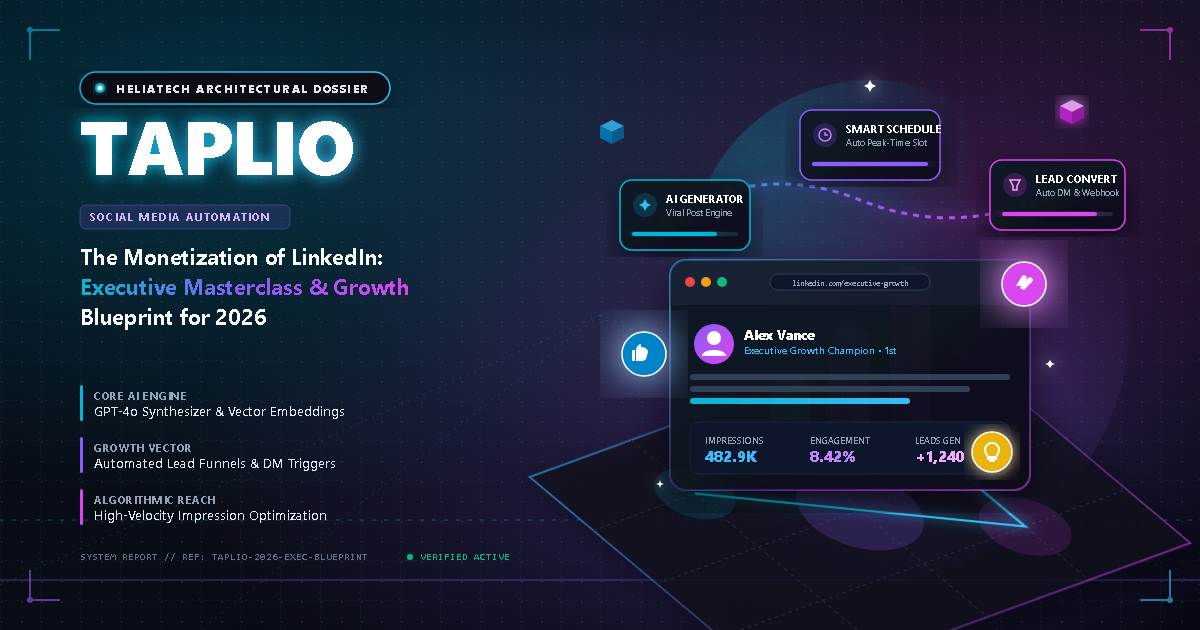 HELIATECH ARCHITECTURAL DOSSIER
TAPLIO
SOCIAL MEDIA AUTOMATION
The Monetization of LinkedIn:
Executive Masterclass & Growth
Blueprint for 2026
CORE AI ENGINE
GPT-4o Synthesizer & Vector Embeddings
GROWTH VECTOR
Automated Lead Funnels & DM Triggers
ALGORITHMIC REACH
High-Velocity Impression Optimization
SYSTEM REPORT // REF: TAPLIO-2026-EXEC-BLUEPRINT
VERIFIED ACTIVE
SMART SCHEDULE
Auto Peak-Time Slot
LEAD CONVERT
Auto DM & Webhook
AI GENERATOR
Viral Post Engine
linkedin.com/executive-growth
Alex Vance
Executive Growth Champion • 1st
IMPRESSIONS ENGAGEMENT LEADS GEN
482.9K 8.42% +1,240